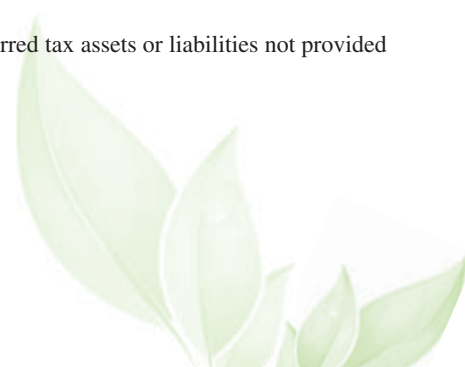 rred tax assets or liabilities not provided